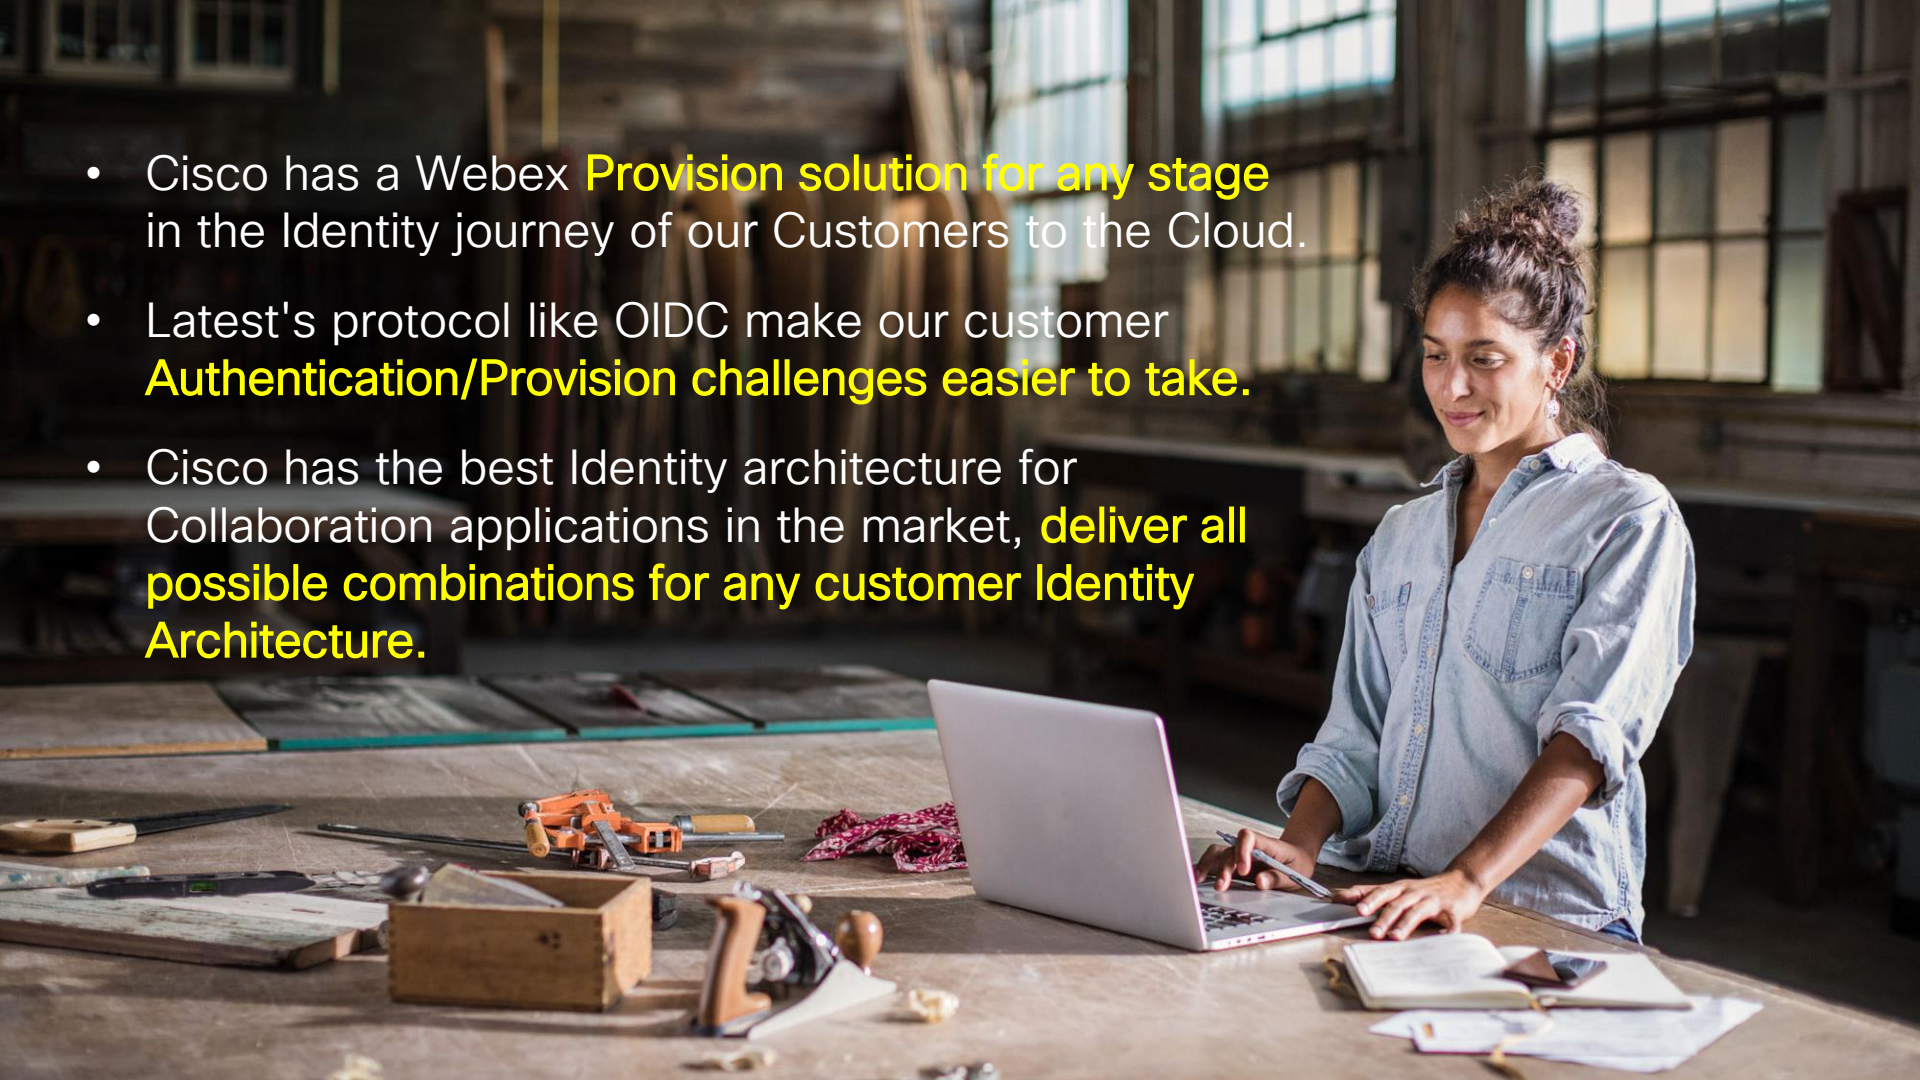 • Cisco has a Webex Provision solution for any stage
in the Identity journey of our Customers to the Cloud.
• Latest's protocol like OIDC make our customer
Authentication/Provision challenges easier to take.
• Cisco has the best Identity architecture for
Collaboration applications in the market, deliver all
possible combinations for any customer Identity
Architecture.